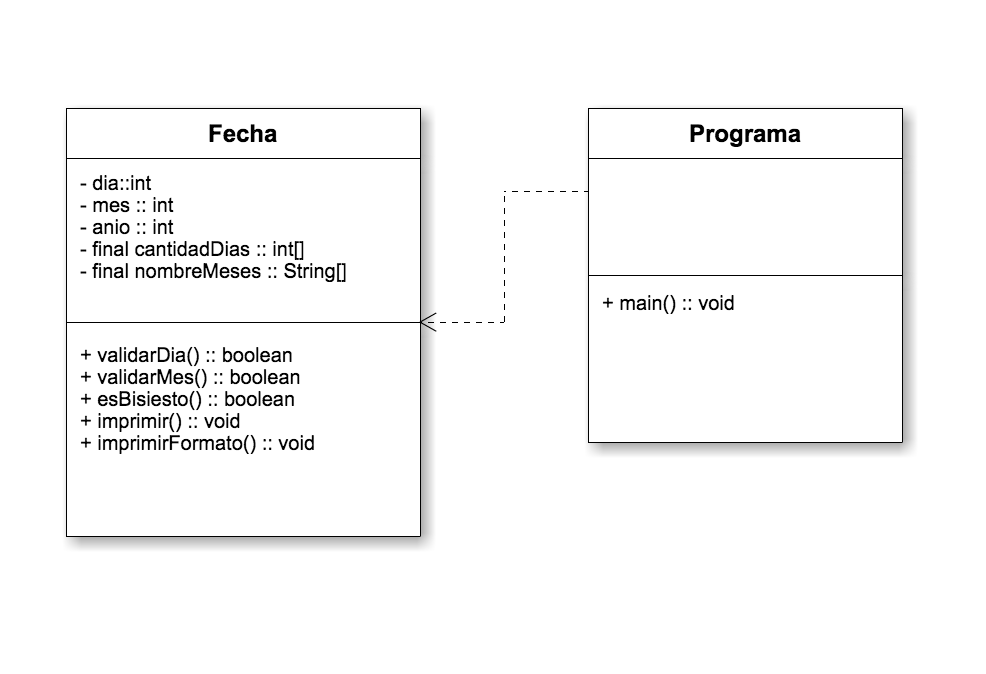 Fecha
- dia::int
- mes :: int
- anio :: int
- final cantidadDias :: int[]
- final nombreMeses :: String[]
+ validarDia() :: boolean
+ validarMes() :: boolean
+ esBisiesto() :: boolean
+ imprimir() :: void
+ imprimirFormato() :: void
Programa
+ main() :: void